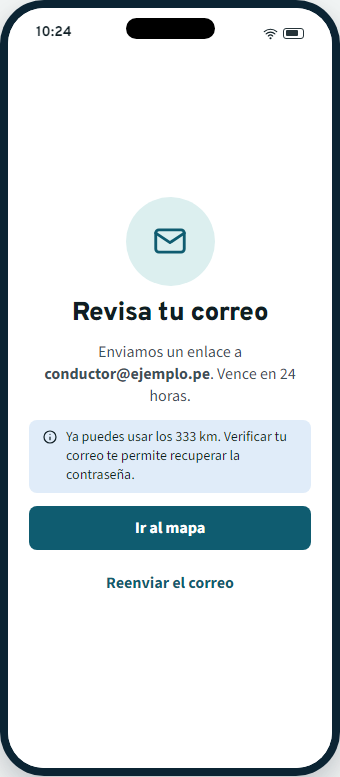 10:24
Revisa tu correo
Enviamos un enlace a
conductor@ejemplo.pe. Vence en 24
horas.
Ya puedes usar los 333 km. Verificar tu
correo te permite recuperar la
contraseña.
Ir al mapa
Reenviar el correo